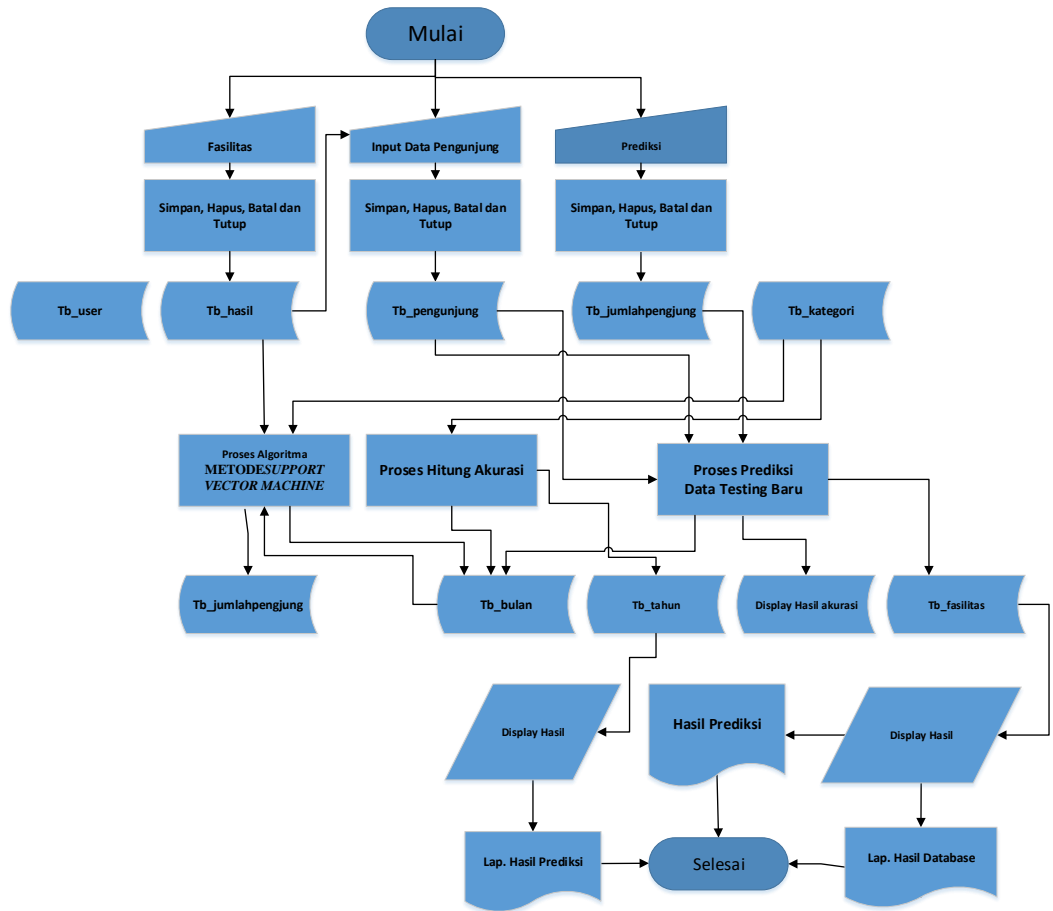 Mulai
Fasilitas
Input Data Pengunjung
Prediksi
Simpan, Hapus, Batal dan
Tutup
Simpan, Hapus, Batal dan
Tutup
Simpan, Hapus, Batal dan
Tutup
Tb_user
Tb_hasil
Tb_pengunjung
Tb_jumlahpengjung
Tb_kategori
Proses Algoritma
METODESUPPORT
VECTOR MACHINE
Proses Hitung Akurasi
Proses Prediksi
Data Testing Baru
Tb_jumlahpengjung
Tb_bulan
Tb_tahun
Display Hasil akurasi
Tb_fasilitas
Display Hasil
Hasil Prediksi
Display Hasil
Lap. Hasil Prediksi
Selesai
Lap. Hasil Database